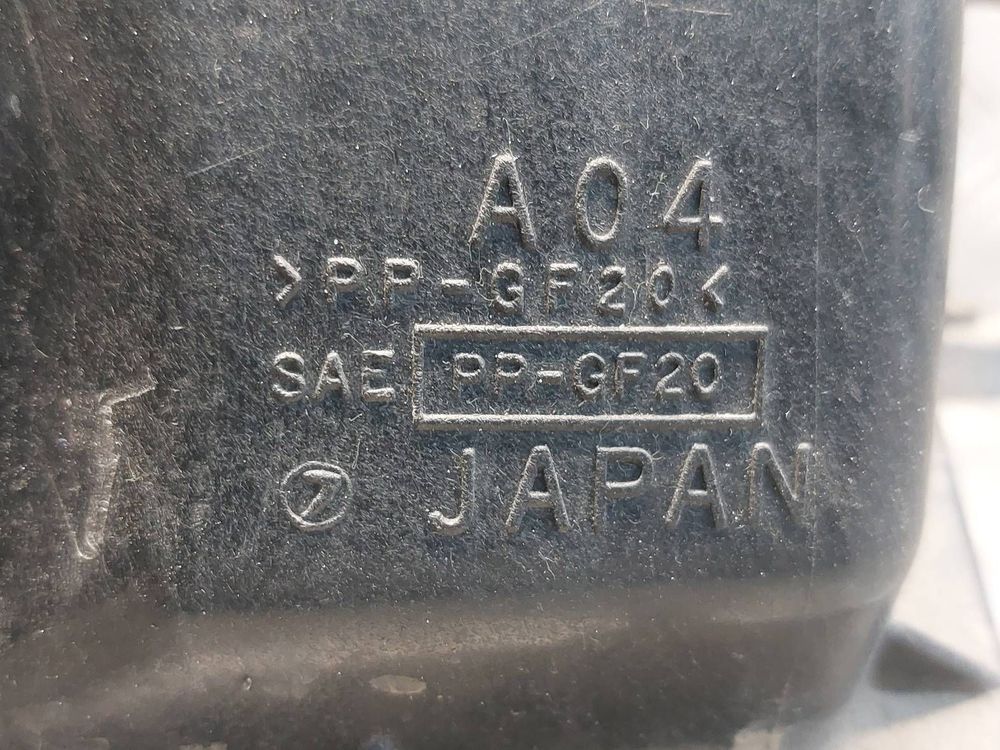 A04
>PP-GF20<
SAE PP-GF20
JAPAN